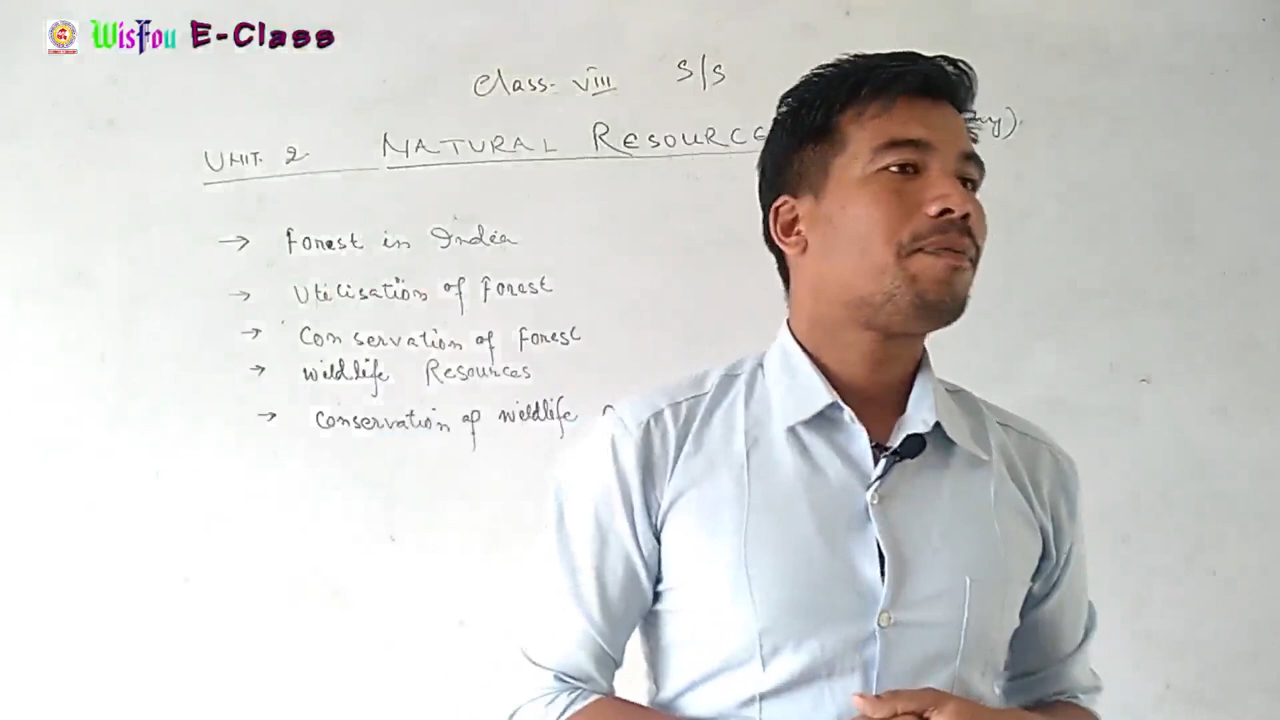 WisFou E-Class
Class- VIII S/S
UNIT. 2 NATURAL RESOURCE
→ Forest in India
→ Utilisation of Forest
→ Conservation of Forest
→ Wildlife Resources
→ Conservation of Wildlife